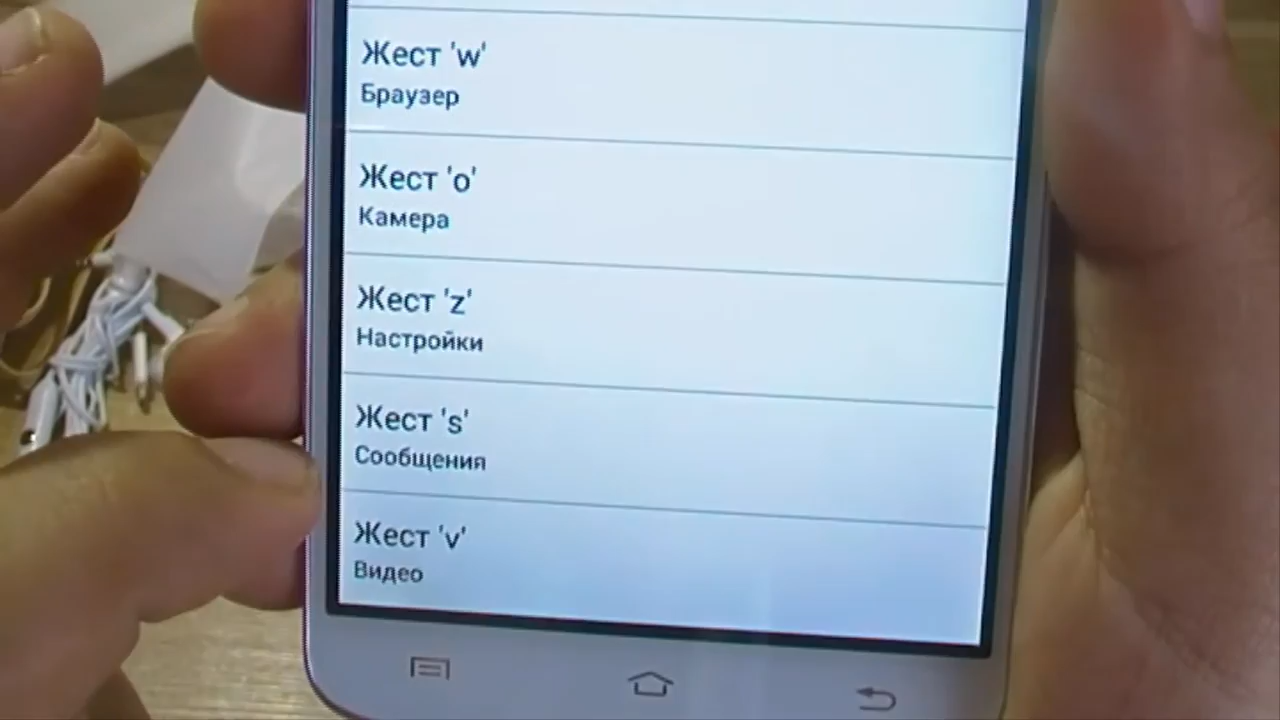 Жест 'w'
Браузер
Жест 'o'
Камера
Жест 'z'
Настройки
Жест 's'
Сообщения
Жест 'v'
Видео